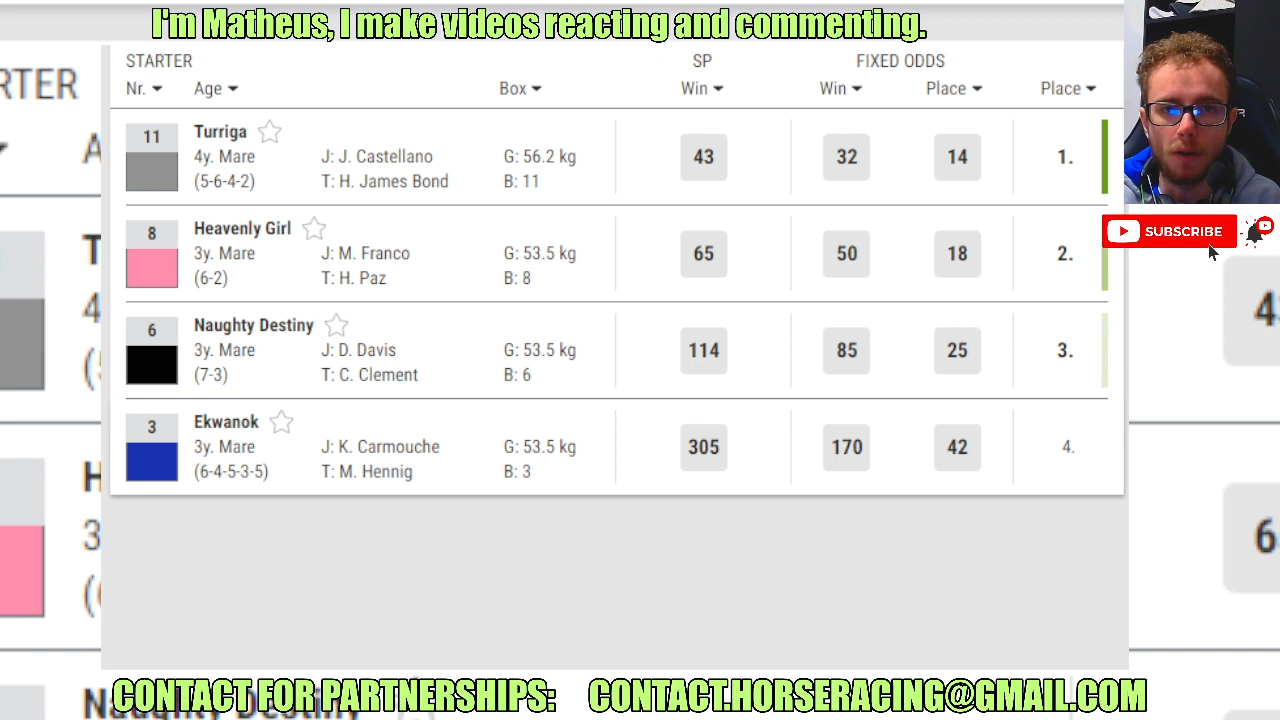 I'm Matheus, I make videos reacting and commenting.
STARTER SP FIXED ODDS
Nr. Age Box Win Win Place Place
11 Turriga
4y. Mare J: J. Castellano G: 56.2 kg 43 32 14 1.
(5-6-4-2) T: H. James Bond B: 11
8 Heavenly Girl
3y. Mare J: M. Franco G: 53.5 kg 65 50 18 2.
(6-2) T: H. Paz B: 8
6 Naughty Destiny
3y. Mare J: D. Davis G: 53.5 kg 114 85 25 3.
(7-3) T: C. Clement B: 6
3 Ekwanok
3y. Mare J: K. Carmouche G: 53.5 kg 305 170 42 4.
(6-4-5-3-5) T: M. Hennig B: 3
SUBSCRIBE
CONTACT FOR PARTNERSHIPS: CONTACT.HORSERACING@GMAIL.COM